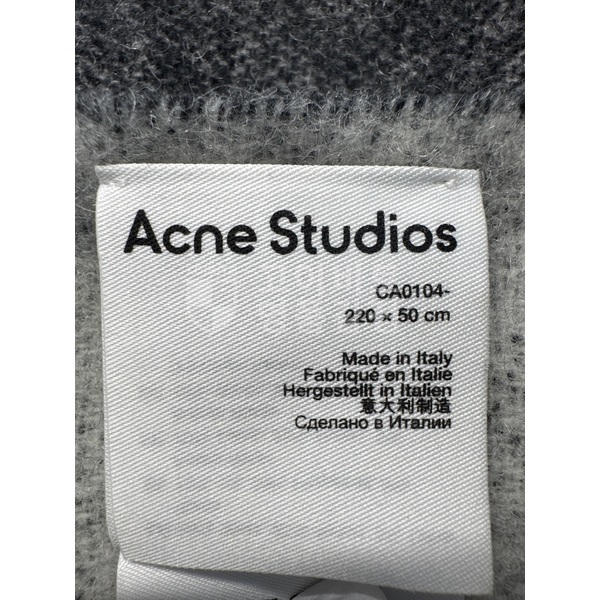 Acne Studios
CA0104-
220 × 50 cm
Made in Italy
Fabriqué en Italie
Hergestellt in Italien
意大利制造
Сделано в Италии